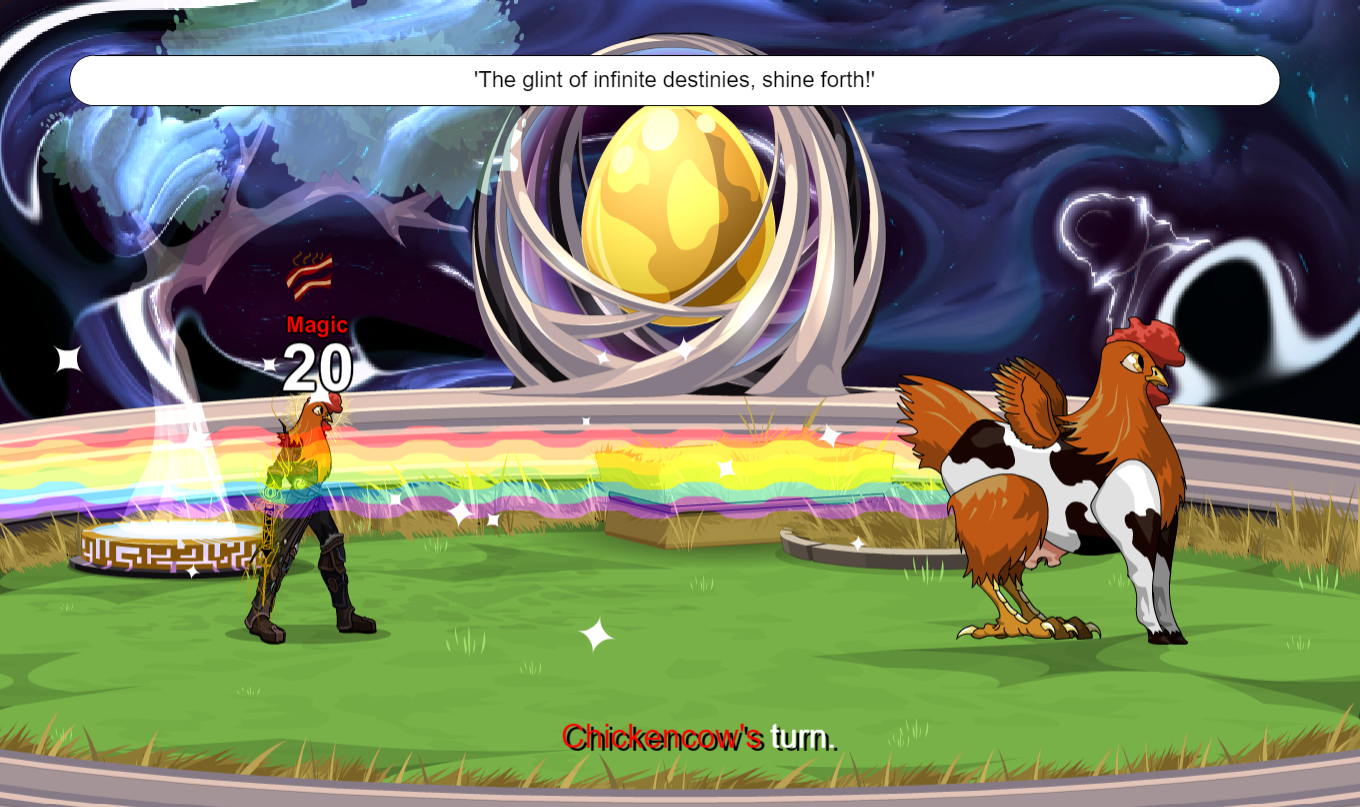 'The glint of infinite destinies, shine forth!'
Magic
20
Chickencow's turn.